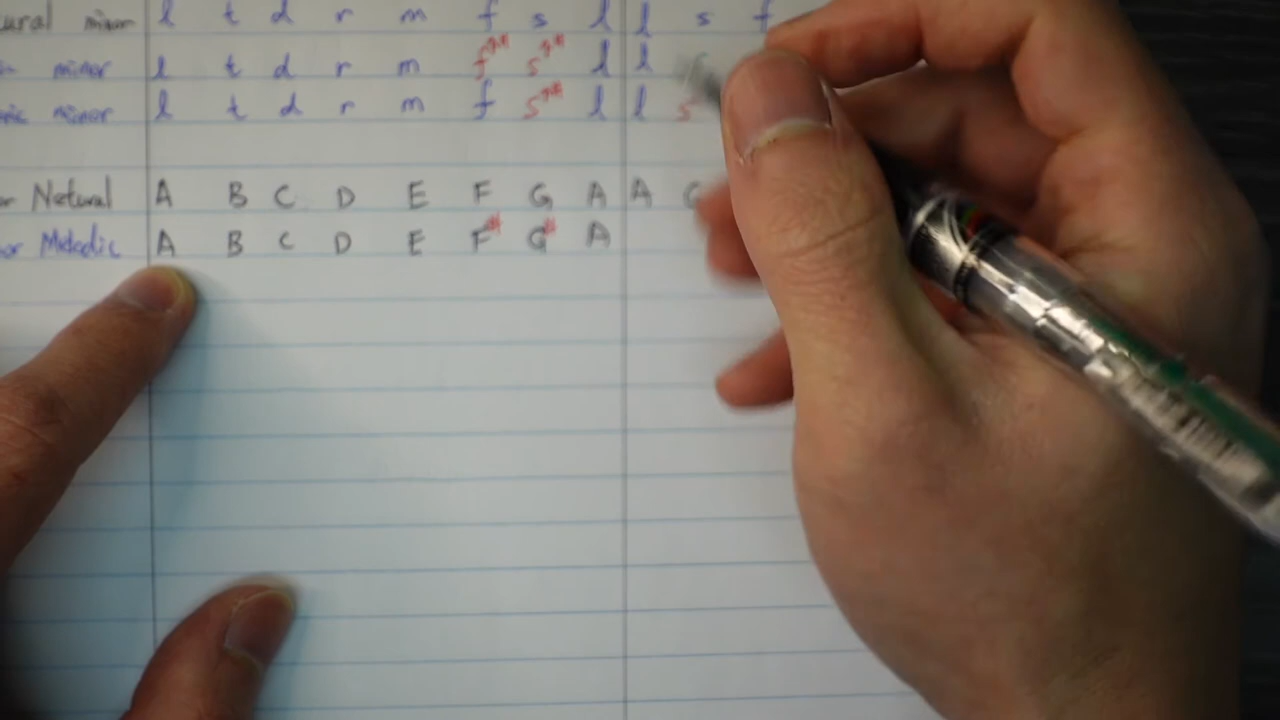 ural minor l t d r m f s l l s f
minor l t d r m f s l l
minor l t d r m f s l l s
Natural A B C D E F G A A G
Melodic A B C D E F# G# A